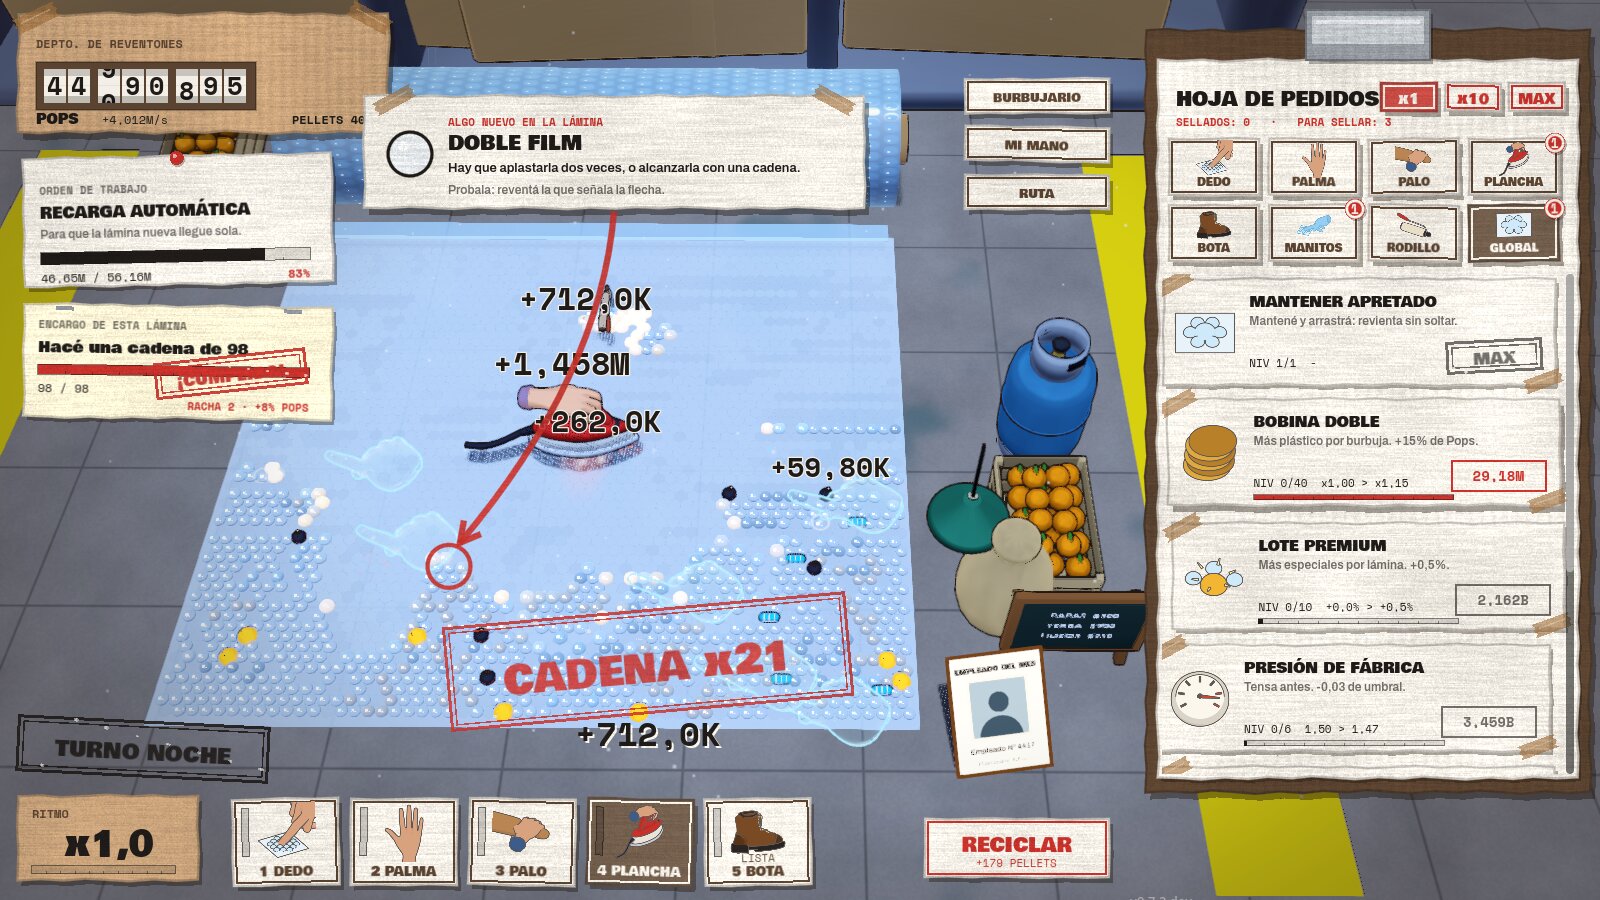 DEPTO. DE REVENTONES
POPS +4,012M/s PELLETS 40
ORDEN DE TRABAJO
RECARGA AUTOMÁTICA
Para que la lámina nueva llegue sola.
46,65M / 56,16M 83%
ENCARGO DE ESTA LÁMINA
Hacé una cadena de 98
98 / 98
RACHA 2 · +8% POPS
ALGO NUEVO EN LA LÁMINA
DOBLE FILM
Hay que aplastarla dos veces, o alcanzarla con una cadena.
Probala: reventá la que señala la flecha.
BURBUJARIO
MI MANO
RUTA
+712,0K
+1,458M
+262,0K
+59,80K
CADENA x21
+712,0K
TURNO NOCHE
RITMO
x1,0
1 DEDO
2 PALMA
3 PALO
4 PLANCHA
LISTA
5 BOTA
RECICLAR
+179 PELLETS
EMPLEADO DEL MES
HOJA DE PEDIDOS x1 x10 MAX
SELLADOS: 0 · PARA SELLAR: 3
DEDO PALMA PALO PLANCHA 1
BOTA MANITOS 1 RODILLO GLOBAL 1
MANTENER APRETADO
Mantené y arrastrá: revienta sin soltar.
NIV 1/1 - MAX
BOBINA DOBLE
Más plástico por burbuja. +15% de Pops.
NIV 0/40 x1,00 > x1,15 29,18M
LOTE PREMIUM
Más especiales por lámina. +0,5%.
NIV 0/10 +0,0% > +0,5% 2,162B
PRESIÓN DE FÁBRICA
Tensa antes. -0,03 de umbral.
NIV 0/6 1,50 > 1,47 3,459B